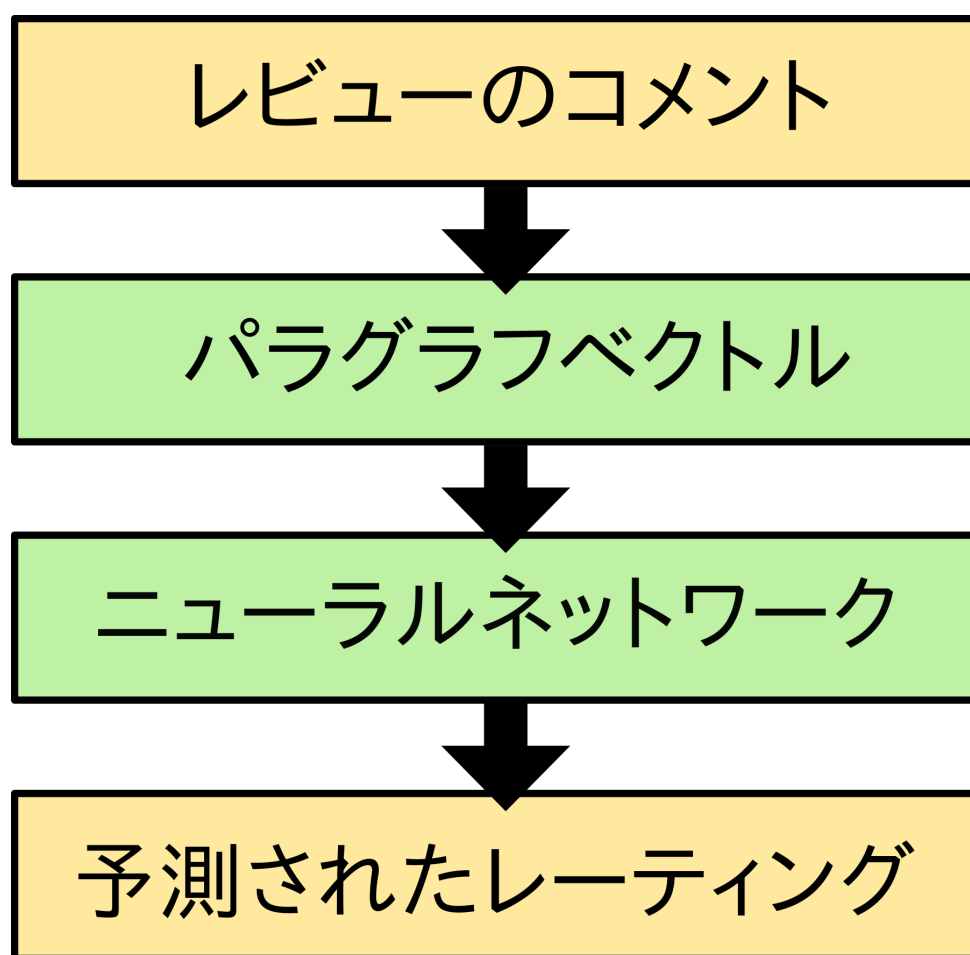 レビューのコメント
パラグラフベクトル
ニューラルネットワーク
予測されたレーティング